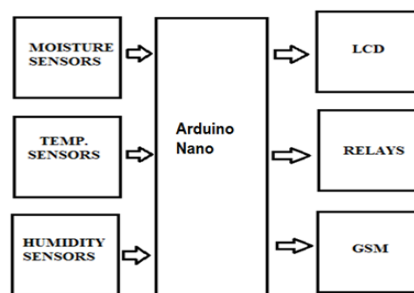 MOISTURE
SENSORS
TEMP.
SENSORS
HUMIDITY
SENSORS
Arduino
Nano
LCD
RELAYS
GSM